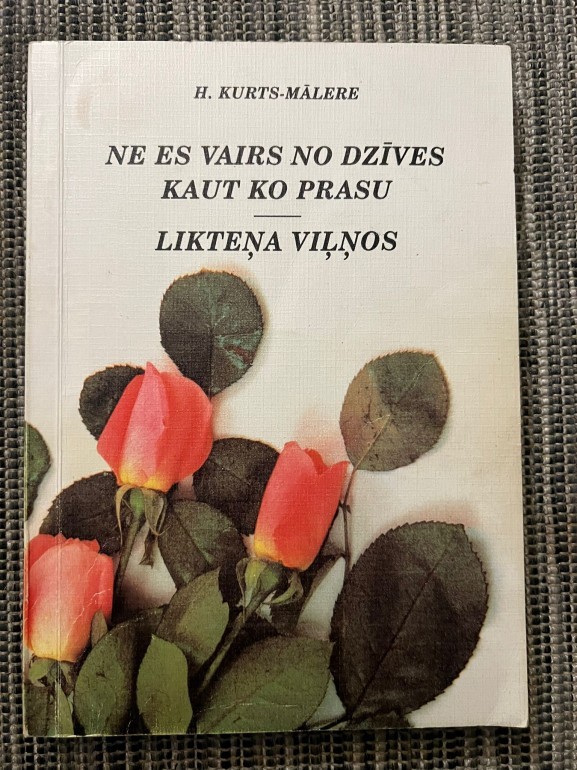 H. KURTS-MĀLERE
NE ES VAIRS NO DZĪVES
KAUT KO PRASU
LIKTEŅA VIĻŅOS